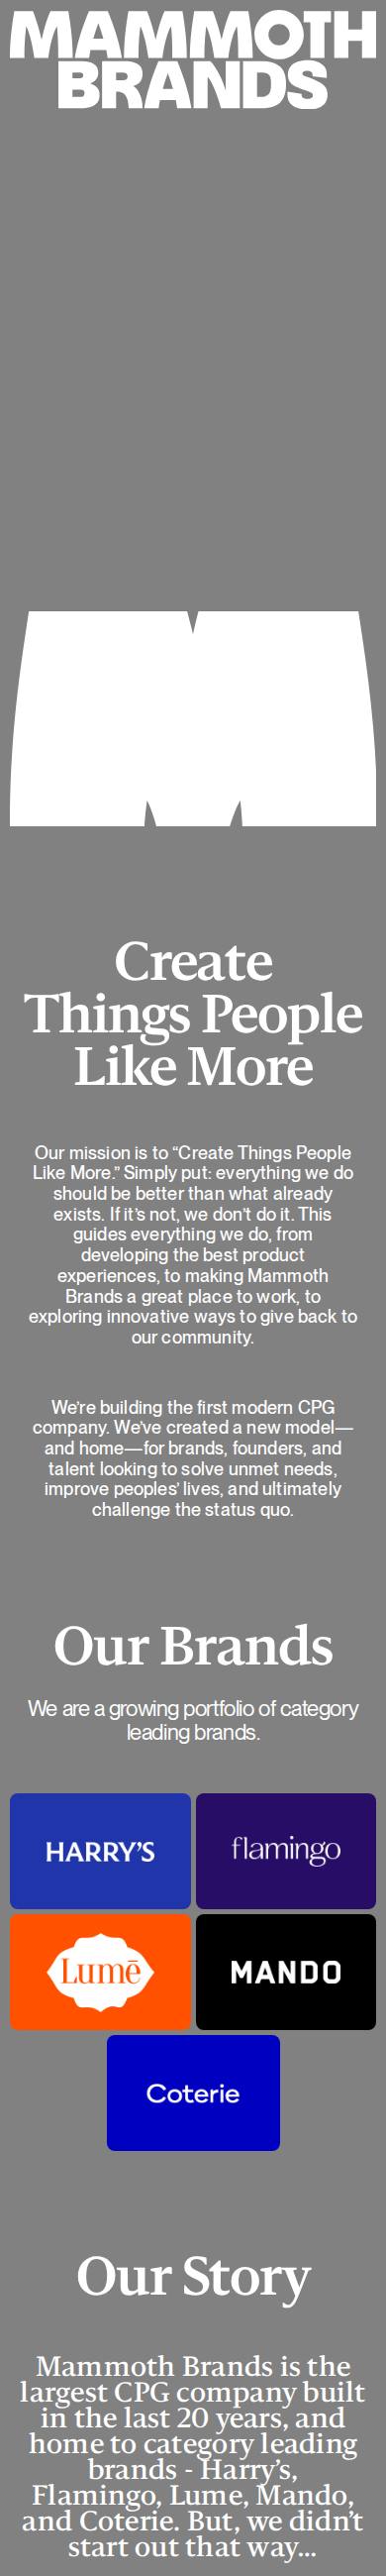 MAMMOTH
BRANDS
Create
Things People
Like More
Our mission is to “Create Things People
Like More.” Simply put: everything we do
should be better than what already
exists. If it's not, we don't do it. This
guides everything we do, from
developing the best product
experiences, to making Mammoth
Brands a great place to work, to
exploring innovative ways to give back to
our community.
We're building the first modern CPG
company. We've created a new model—
and home—for brands, founders, and
talent looking to solve unmet needs,
improve peoples' lives, and ultimately
challenge the status quo.
Our Brands
We are a growing portfolio of category
leading brands.
HARRY'S
flamingo
Lumē
MANDO
Coterie
Our Story
Mammoth Brands is the
largest CPG company built
in the last 20 years, and
home to category leading
brands - Harry's,
Flamingo, Lume, Mando,
and Coterie. But, we didn't
start out that way...